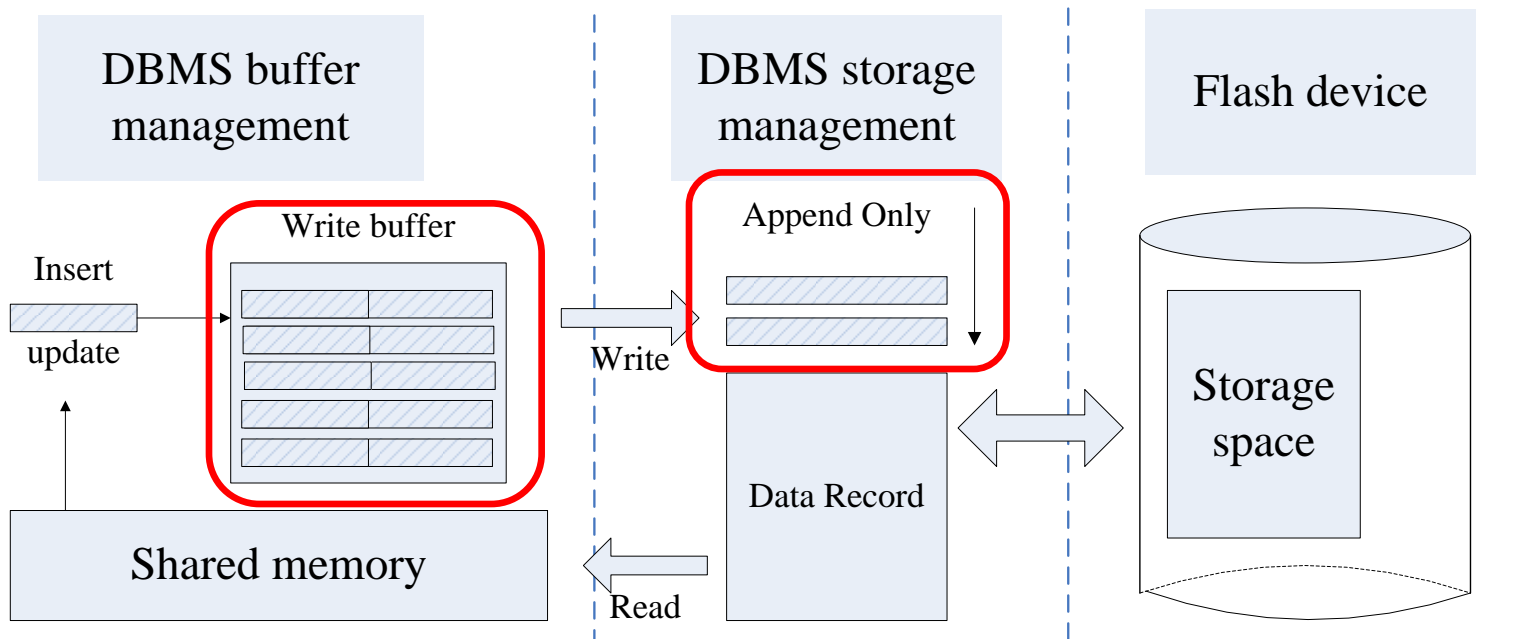 DBMS buffer
management
DBMS storage
management
Flash device
Write buffer
Append Only
Insert
update
Write
Storage
space
Data Record
Shared memory
Read